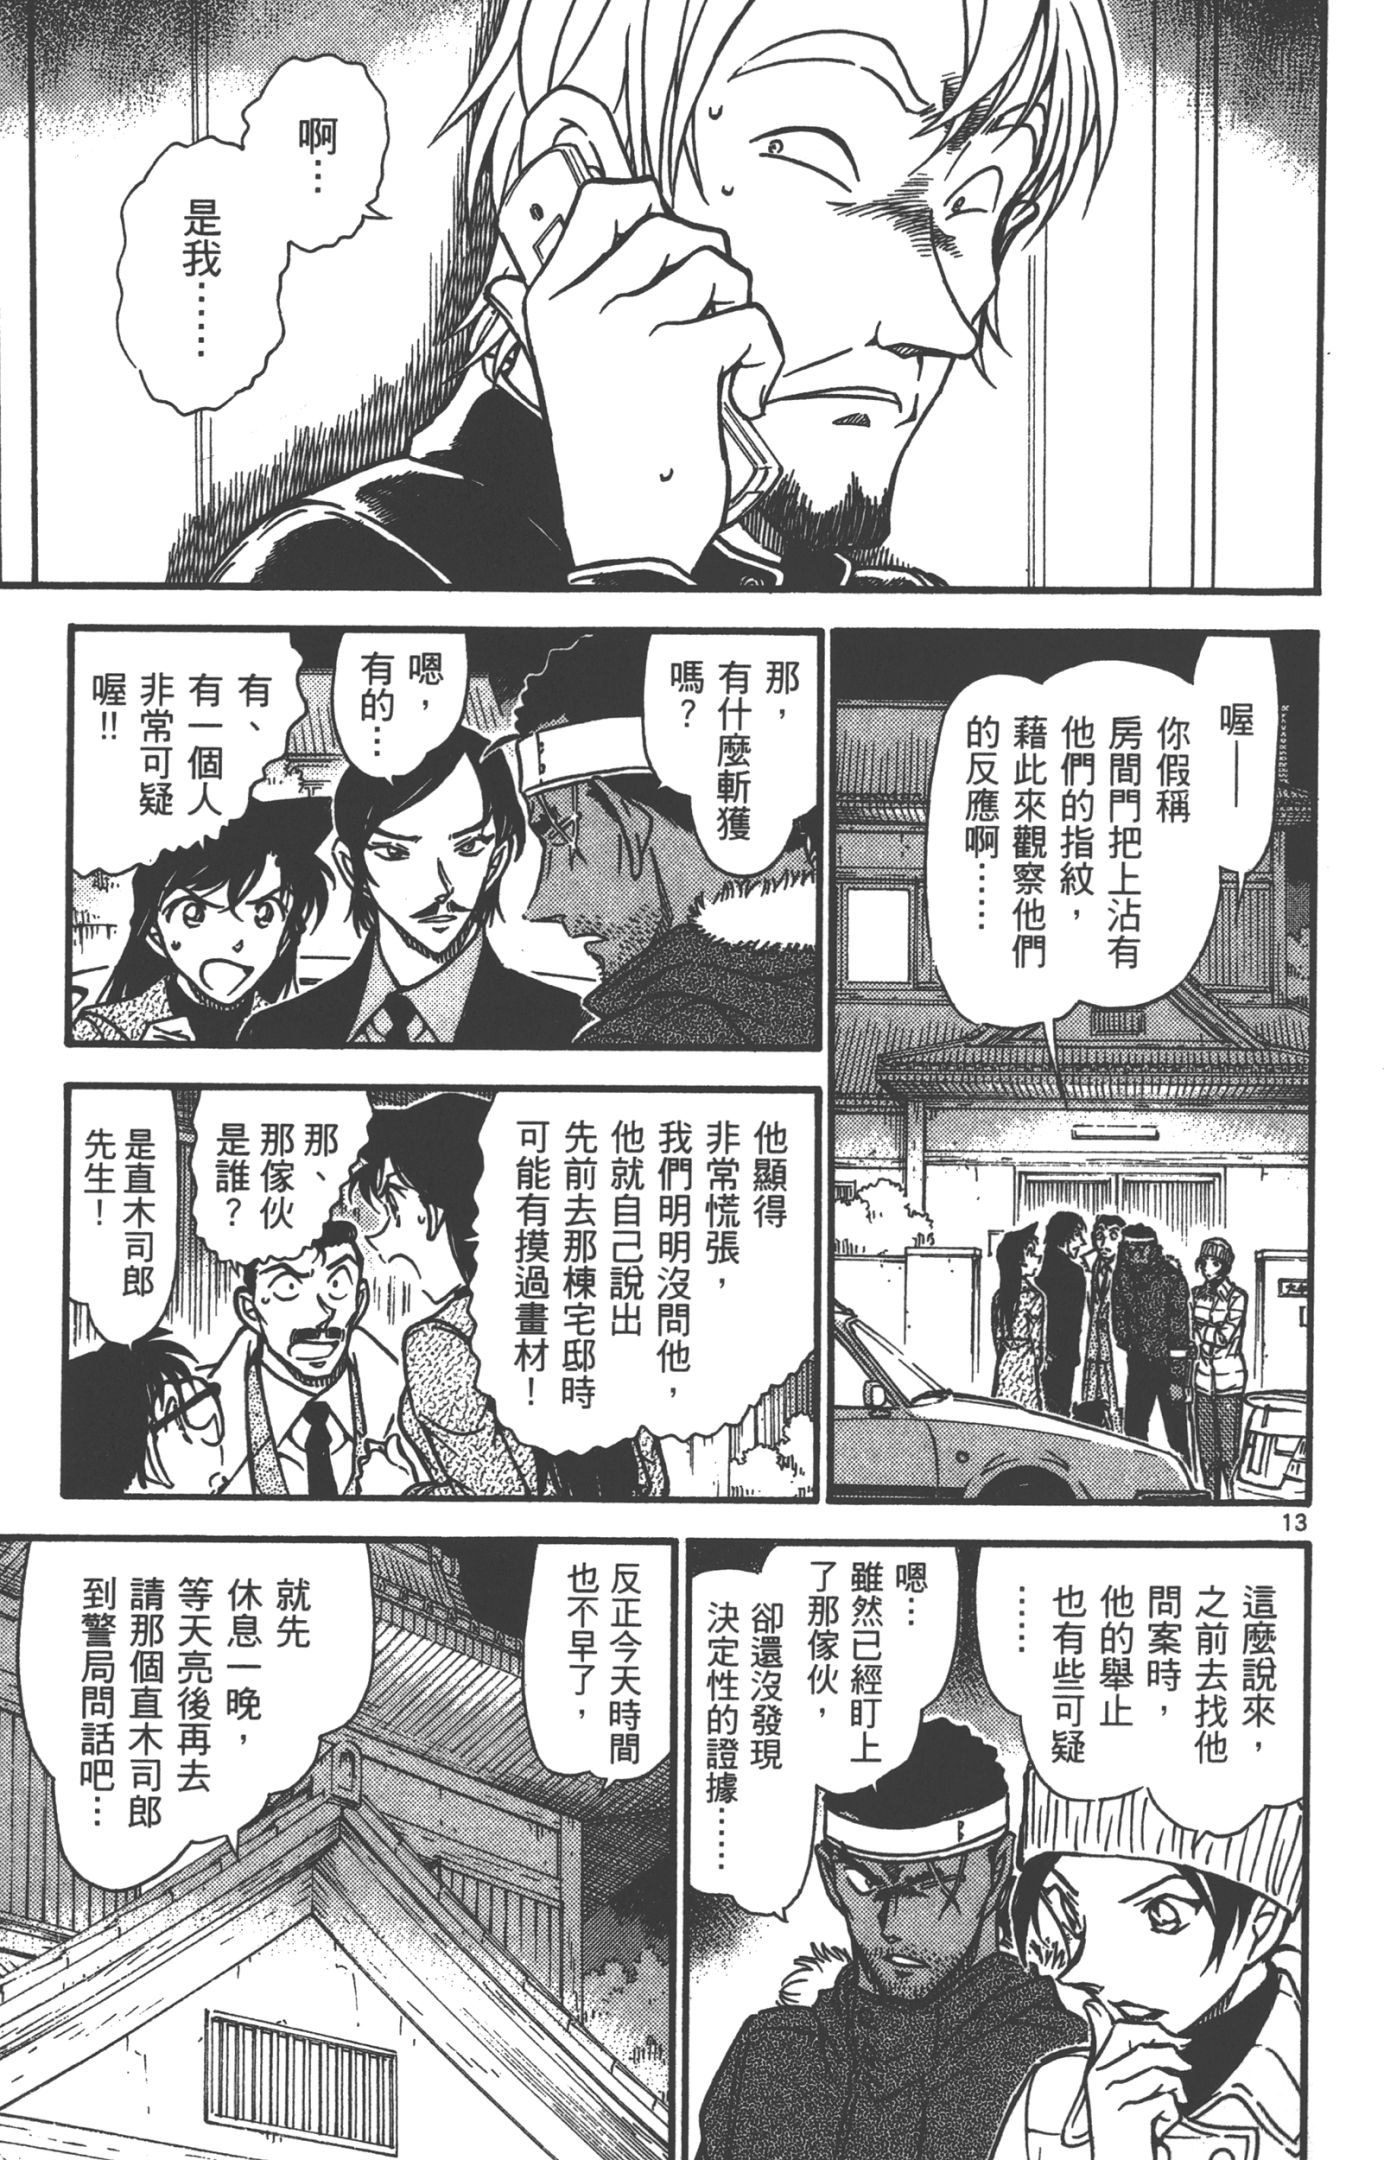 啊⋯
是我⋯⋯
喔——
你假稱
房間門把上沾有
他們的指紋，
藉此來觀察他們
的反應啊⋯⋯
那，
有什麼斬獲
嗎？
嗯，
有的⋯
有、
有一個人
非常可疑
喔!!
他顯得
非常慌張，
我們明明沒問他，
他就自己說出
先前去那棟宅邸時
可能有摸過畫材！
那、
那傢伙
是誰？
是直木司郎
先生！
13
這麼說來，
之前去找他
問案時，
他的舉止
也有些可疑
⋯⋯
嗯⋯
雖然已經盯上
了那傢伙，
卻還沒發現
決定性的證據⋯⋯
反正今天時間
也不早了，
就先
休息一晚，
等天亮後再去
請那個直木司郎
到警局問話吧⋯